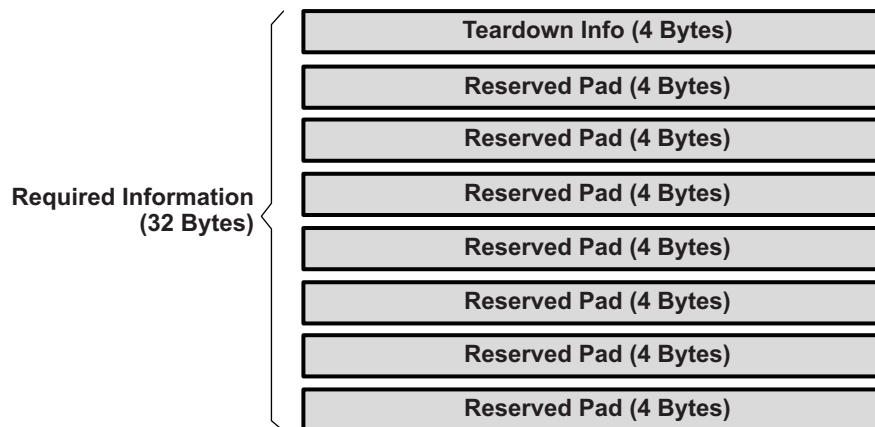 Teardown Info (4 Bytes)
Reserved Pad (4 Bytes)
Reserved Pad (4 Bytes)
Reserved Pad (4 Bytes)
Reserved Pad (4 Bytes)
Reserved Pad (4 Bytes)
Reserved Pad (4 Bytes)
Reserved Pad (4 Bytes)
Required Information
(32 Bytes)